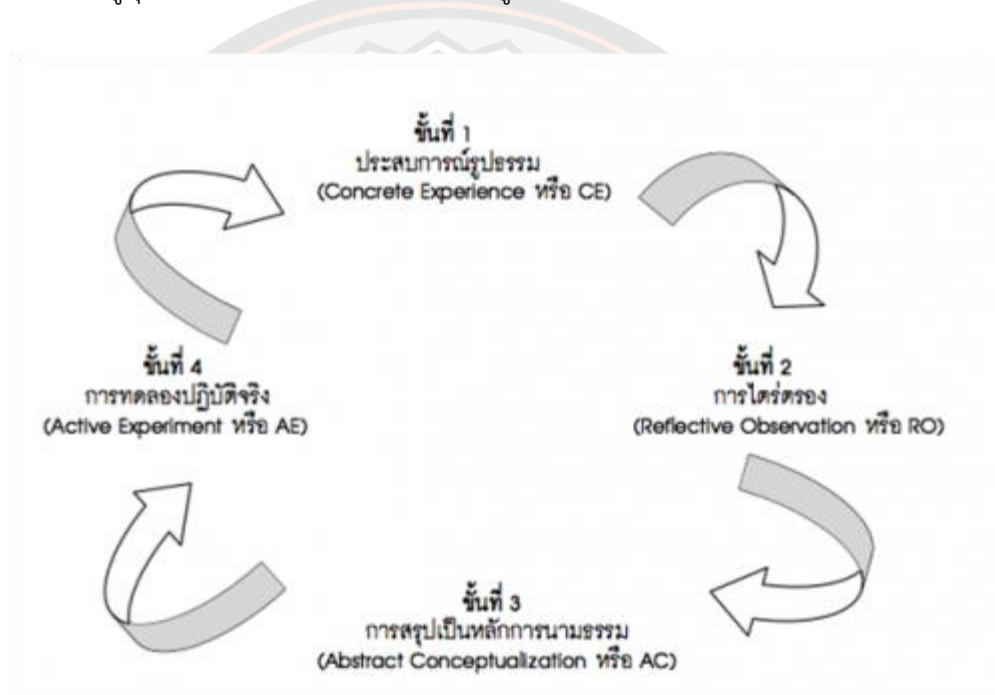 ขั้นที่ 1
ประสบการณ์รูปธรรม
(Concrete Experience หรือ CE)
ขั้นที่ 2
การไตร่ตรอง
(Reflective Observation หรือ RO)
ขั้นที่ 3
การสรุปเป็นหลักการนามธรรม
(Abstract Conceptualization หรือ AC)
ขั้นที่ 4
การทดลองปฏิบัติจริง
(Active Experiment หรือ AE)